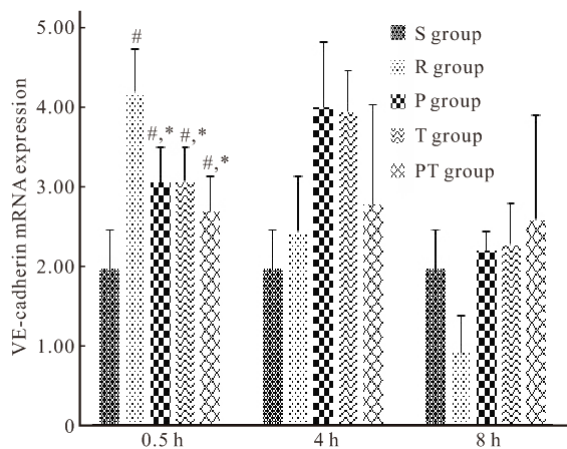 VE-cadherin mRNA expression
5.00
4.00
3.00
2.00
1.00
0
#
#,*
#,*
#,*
S group
R group
P group
T group
PT group
0.5 h
4 h
8 h